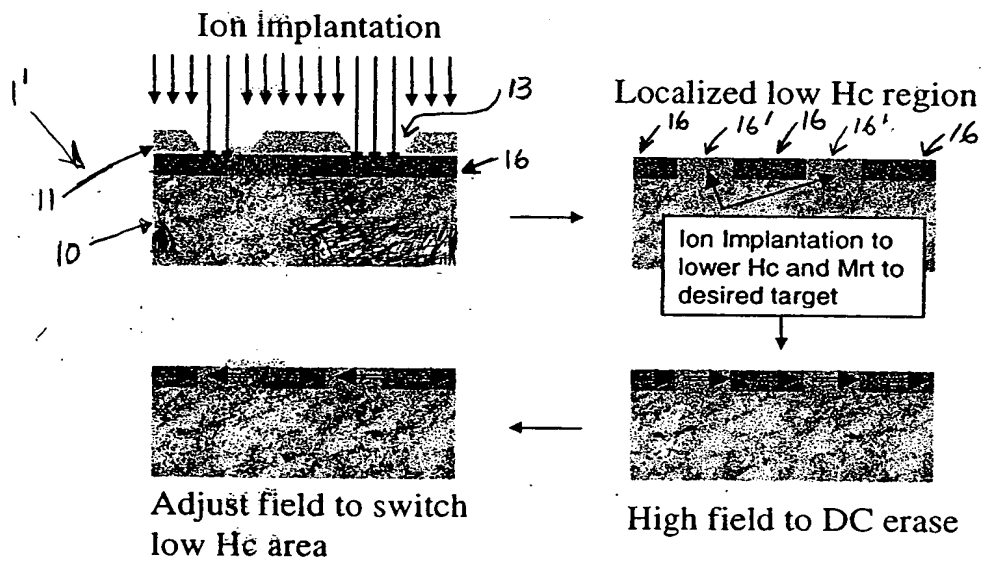 Ion implantation
1'
13
11
16
10
Localized low Hc region
16 16' 16 16' 16
Ion Implantation to
lower Hc and Mrt to
desired target
Adjust field to switch
low Hc area
High field to DC erase